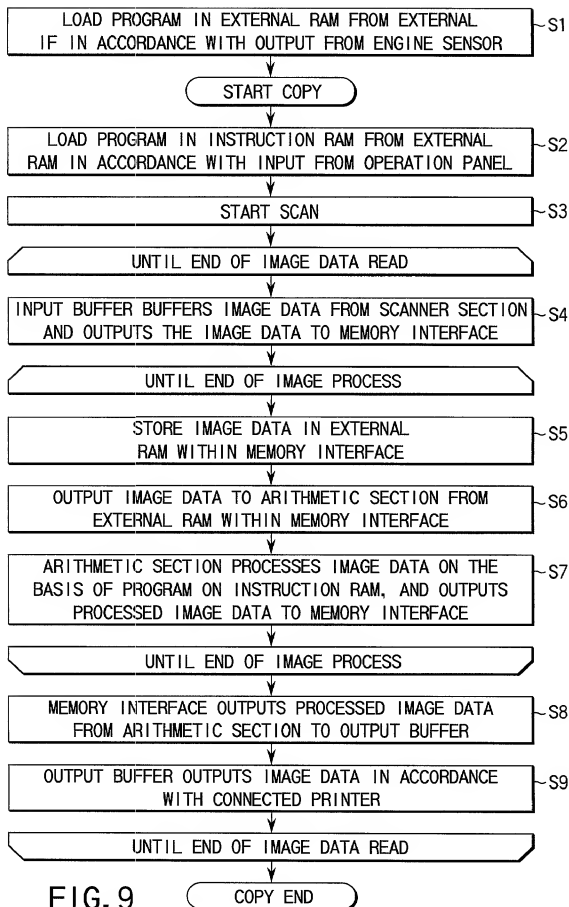 LOAD PROGRAM IN EXTERNAL RAM FROM EXTERNAL
IF IN ACCORDANCE WITH OUTPUT FROM ENGINE SENSOR
S1
START COPY
LOAD PROGRAM IN INSTRUCTION RAM FROM EXTERNAL
RAM IN ACCORDANCE WITH INPUT FROM OPERATION PANEL
S2
START SCAN
S3
UNTIL END OF IMAGE DATA READ
INPUT BUFFER BUFFERS IMAGE DATA FROM SCANNER SECTION
AND OUTPUTS THE IMAGE DATA TO MEMORY INTERFACE
S4
UNTIL END OF IMAGE PROCESS
STORE IMAGE DATA IN EXTERNAL
RAM WITHIN MEMORY INTERFACE
S5
OUTPUT IMAGE DATA TO ARITHMETIC SECTION FROM
EXTERNAL RAM WITHIN MEMORY INTERFACE
S6
ARITHMETIC SECTION PROCESSES IMAGE DATA ON THE
BASIS OF PROGRAM ON INSTRUCTION RAM, AND OUTPUTS
PROCESSED IMAGE DATA TO MEMORY INTERFACE
S7
UNTIL END OF IMAGE PROCESS
MEMORY INTERFACE OUTPUTS PROCESSED IMAGE DATA
FROM ARITHMETIC SECTION TO OUTPUT BUFFER
S8
OUTPUT BUFFER OUTPUTS IMAGE DATA IN ACCORDANCE
WITH CONNECTED PRINTER
S9
UNTIL END OF IMAGE DATA READ
COPY END
FIG. 9